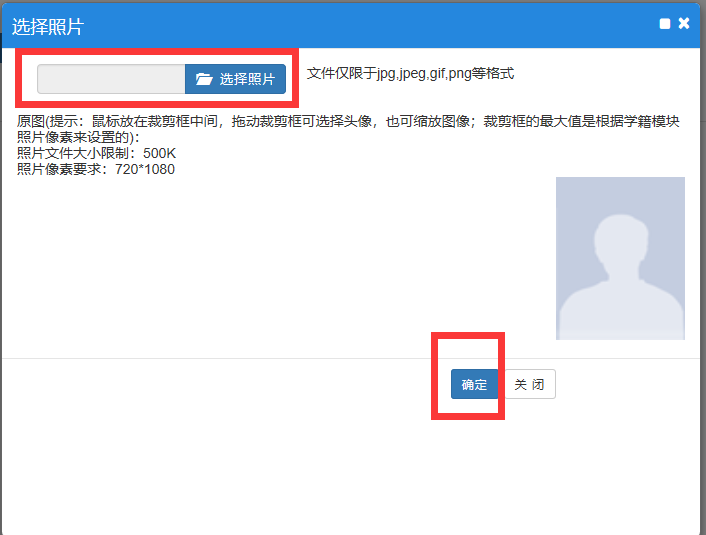 选择照片
选择照片 文件仅限于jpg,jpeg,gif,png等格式
原图(提示：鼠标放在裁剪框中间，拖动裁剪框可选择头像，也可缩放图像；裁剪框的最大值是根据学籍模块
照片像素来设置的)：
照片文件大小限制：500K
照片像素要求：720*1080
确定 关 闭